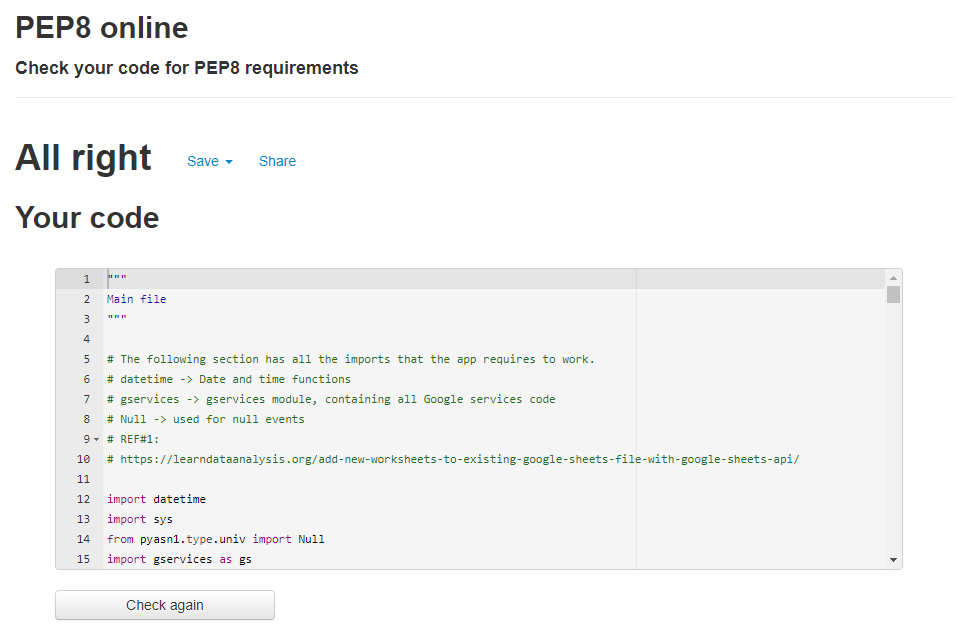 PEP8 online
Check your code for PEP8 requirements
All right Save Share
Your code
1 """
2 Main file
3 """
4
5 # The following section has all the imports that the app requires to work.
6 # datetime -> Date and time functions
7 # gservices -> gservices module, containing all Google services code
8 # Null -> used for null events
9 # REF#1:
10 # https://learndataanalysis.org/add-new-worksheets-to-existing-google-sheets-file-with-google-sheets-api/
11
12 import datetime
13 import sys
14 from pyasn1.type.univ import Null
15 import gservices as gs
Check again